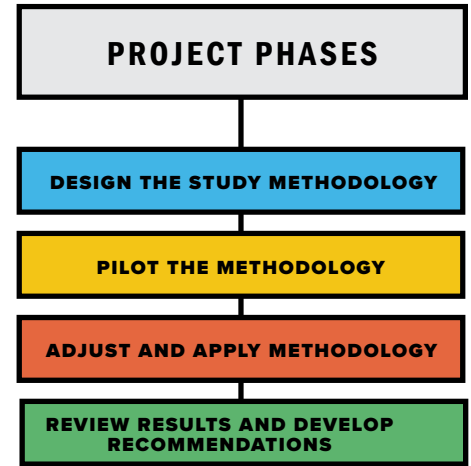 PROJECT PHASES
DESIGN THE STUDY METHODOLOGY
PILOT THE METHODOLOGY
ADJUST AND APPLY METHODOLOGY
REVIEW RESULTS AND DEVELOP
RECOMMENDATIONS